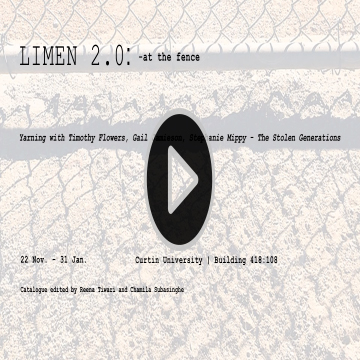 LIMEN 2.0: -at the fence
Yarning with Timothy Flowers, Gail anie Mippy - The Stolen Generations
22 Nov. - 31 Jan. Curtin University | Building 418:108
Catalogue edited by Reena Tiwari and Chamila Subasinghe